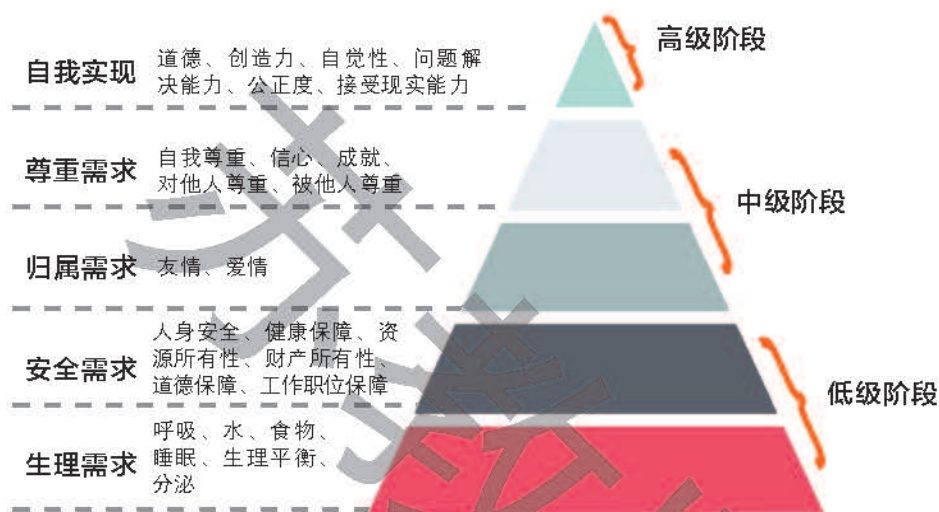 高级阶段
自我实现
道德、创造力、自觉性、问题解
决能力、公正度、接受现实能力
尊重需求
自我尊重、信心、成就、
对他人尊重、被他人尊重
中级阶段
归属需求
友情、爱情
安全需求
人身安全、健康保障、资
源所有性、财产所有性、
道德保障、工作职位保障
低级阶段
生理需求
呼吸、水、食物、
睡眠、生理平衡、
分泌